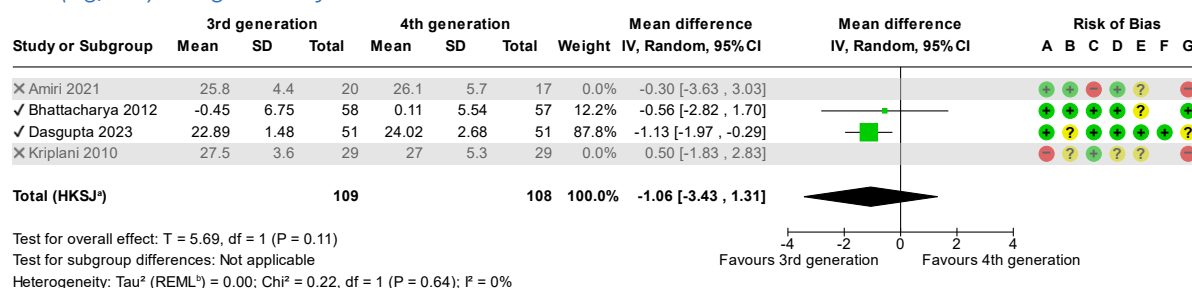 3rd generation 4th generation Mean difference Mean difference Risk of Bias
Study or Subgroup Mean SD Total Mean SD Total Weight IV, Random, 95% CI IV, Random, 95% CI A B C D E F G
✕ Amiri 2021 25.8 4.4 20 26.1 5.7 17 0.0% -0.30 [-3.63 , 3.03] + + − + ? −
✓ Bhattacharya 2012 -0.45 6.75 58 0.11 5.54 57 12.2% -0.56 [-2.82 , 1.70] + + + + ? +
✓ Dasgupta 2023 22.89 1.48 51 24.02 2.68 51 87.8% -1.13 [-1.97 , -0.29] + ? + + + + ?
✕ Kriplani 2010 27.5 3.6 29 27 5.3 29 0.0% 0.50 [-1.83 , 2.83] − ? + ? ? −
Total (HKSJᵃ) 109 108 100.0% -1.06 [-3.43 , 1.31]
Test for overall effect: T = 5.69, df = 1 (P = 0.11)
-4 -2 0 2 4
Test for subgroup differences: Not applicable
Favours 3rd generation Favours 4th generation
Heterogeneity: Tau² (REMLᵇ) = 0.00; Chi² = 0.22, df = 1 (P = 0.64); I² = 0%